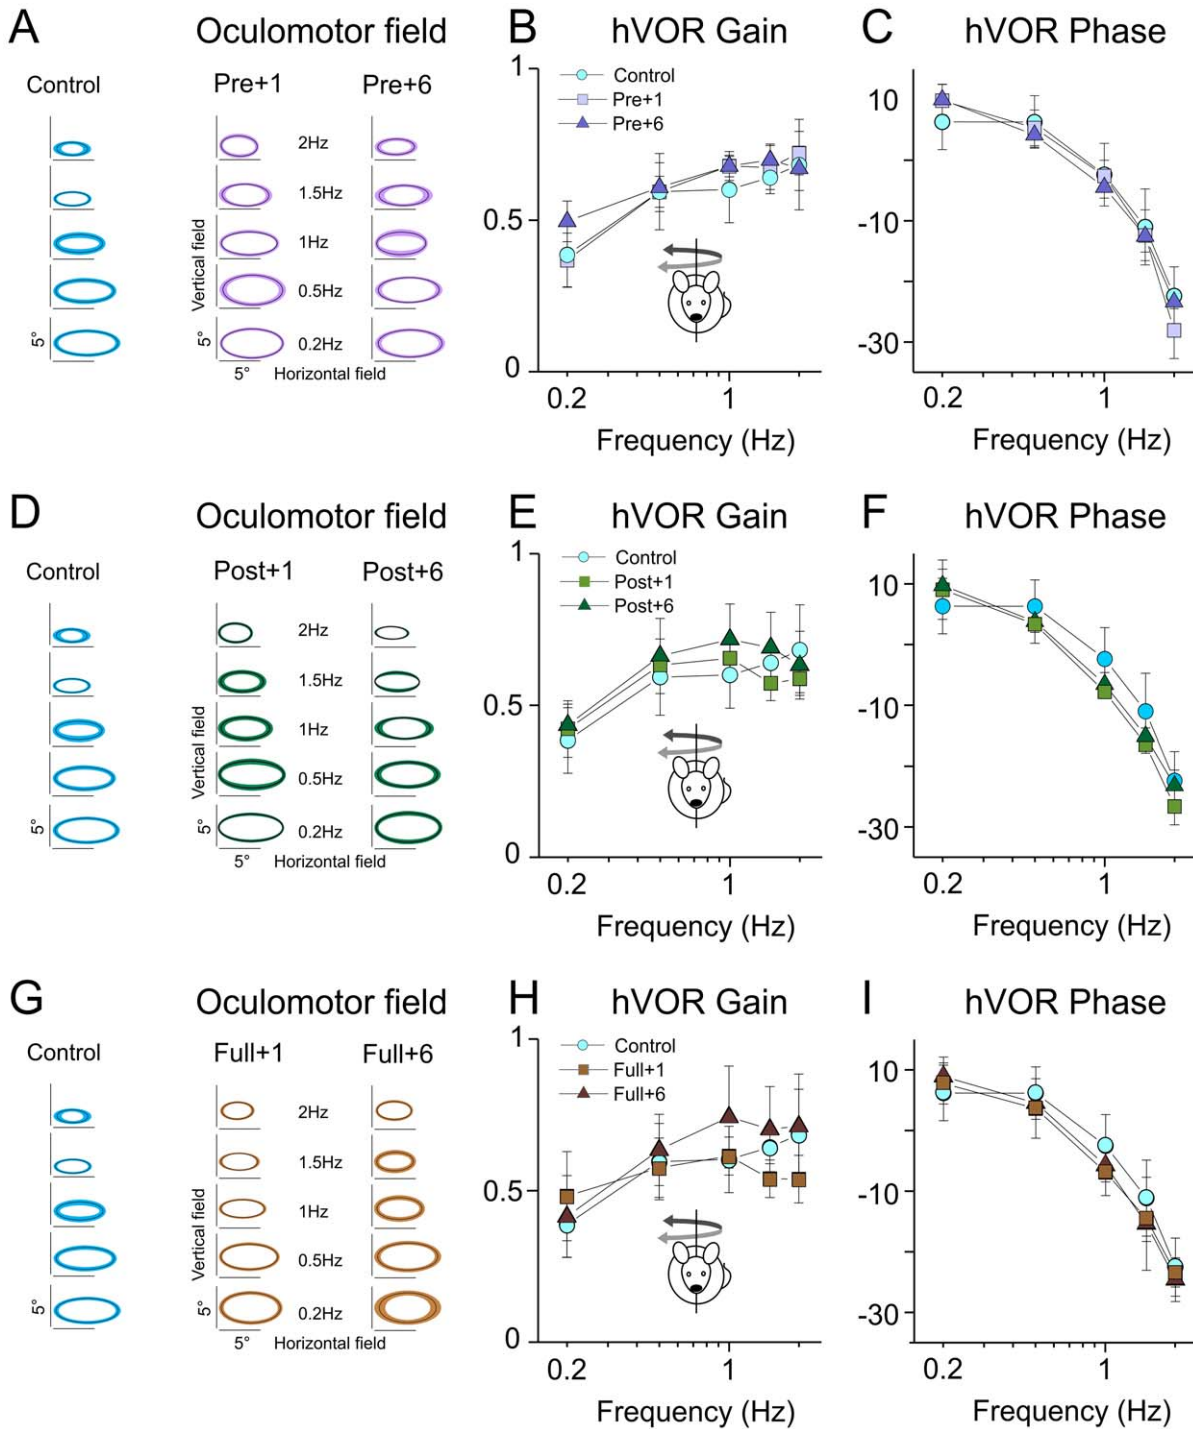 A Oculomotor field
Control Pre+1 Pre+6
2Hz
1.5Hz
1Hz
0.5Hz
0.2Hz
Vertical field
5°
5°
5° Horizontal field
B hVOR Gain
Control
Pre+1
Pre+6
1
0.5
0
0.2 1
Frequency (Hz)
C hVOR Phase
10
-10
-30
0.2 1
Frequency (Hz)
D Oculomotor field
Control Post+1 Post+6
2Hz
1.5Hz
1Hz
0.5Hz
0.2Hz
Vertical field
5°
5°
5° Horizontal field
E hVOR Gain
Control
Post+1
Post+6
1
0.5
0
0.2 1
Frequency (Hz)
F hVOR Phase
10
-10
-30
0.2 1
Frequency (Hz)
G Oculomotor field
Control Full+1 Full+6
2Hz
1.5Hz
1Hz
0.5Hz
0.2Hz
Vertical field
5°
5°
5° Horizontal field
H hVOR Gain
Control
Full+1
Full+6
1
0.5
0
0.2 1
Frequency (Hz)
I hVOR Phase
10
-10
-30
0.2 1
Frequency (Hz)